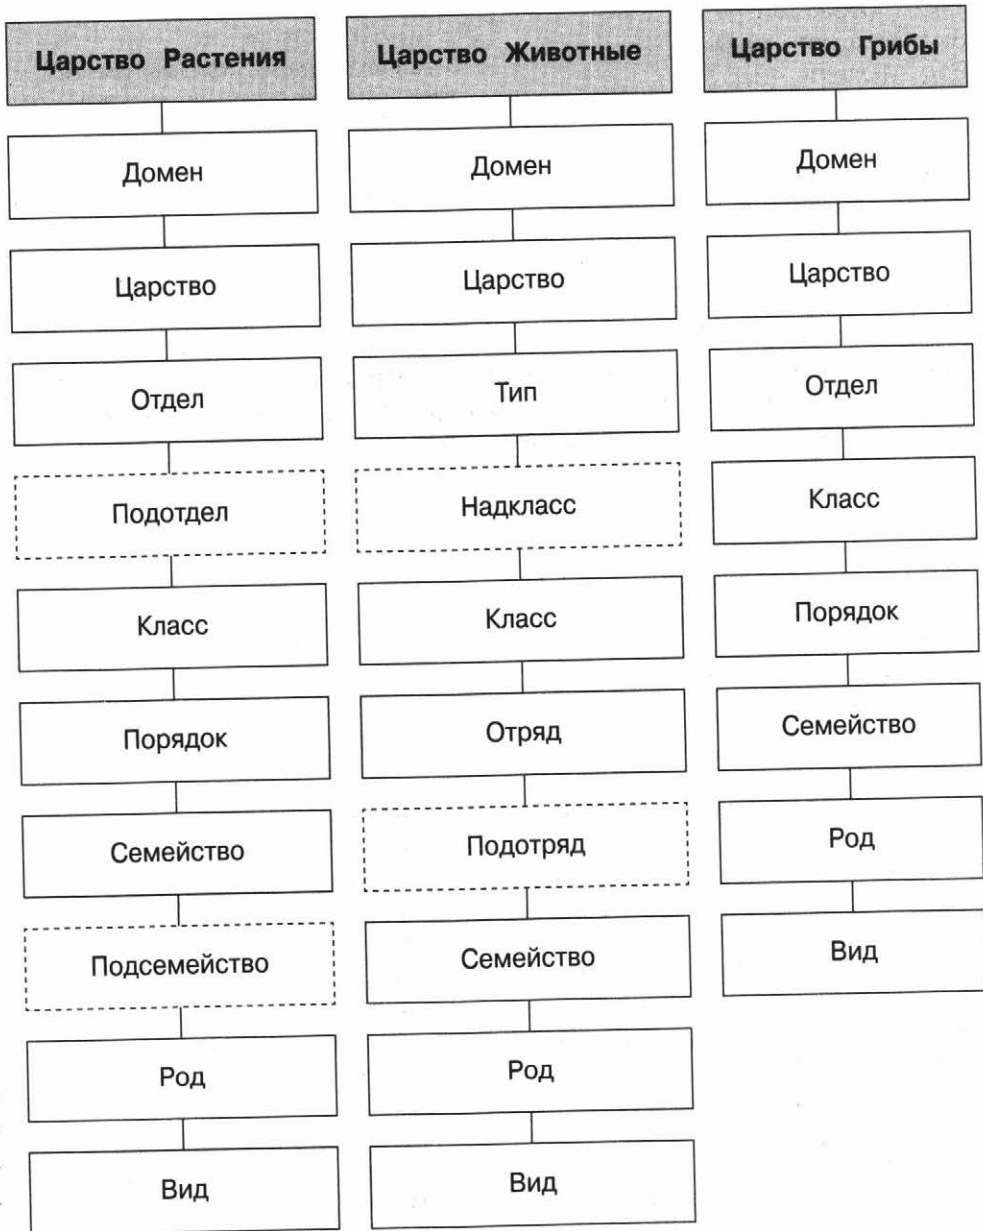 Царство Растения
Домен
Царство
Отдел
Подотдел
Класс
Порядок
Семейство
Подсемейство
Род
Вид
Царство Животные
Домен
Царство
Тип
Надкласс
Класс
Отряд
Подотряд
Семейство
Род
Вид
Царство Грибы
Домен
Царство
Отдел
Класс
Порядок
Семейство
Род
Вид